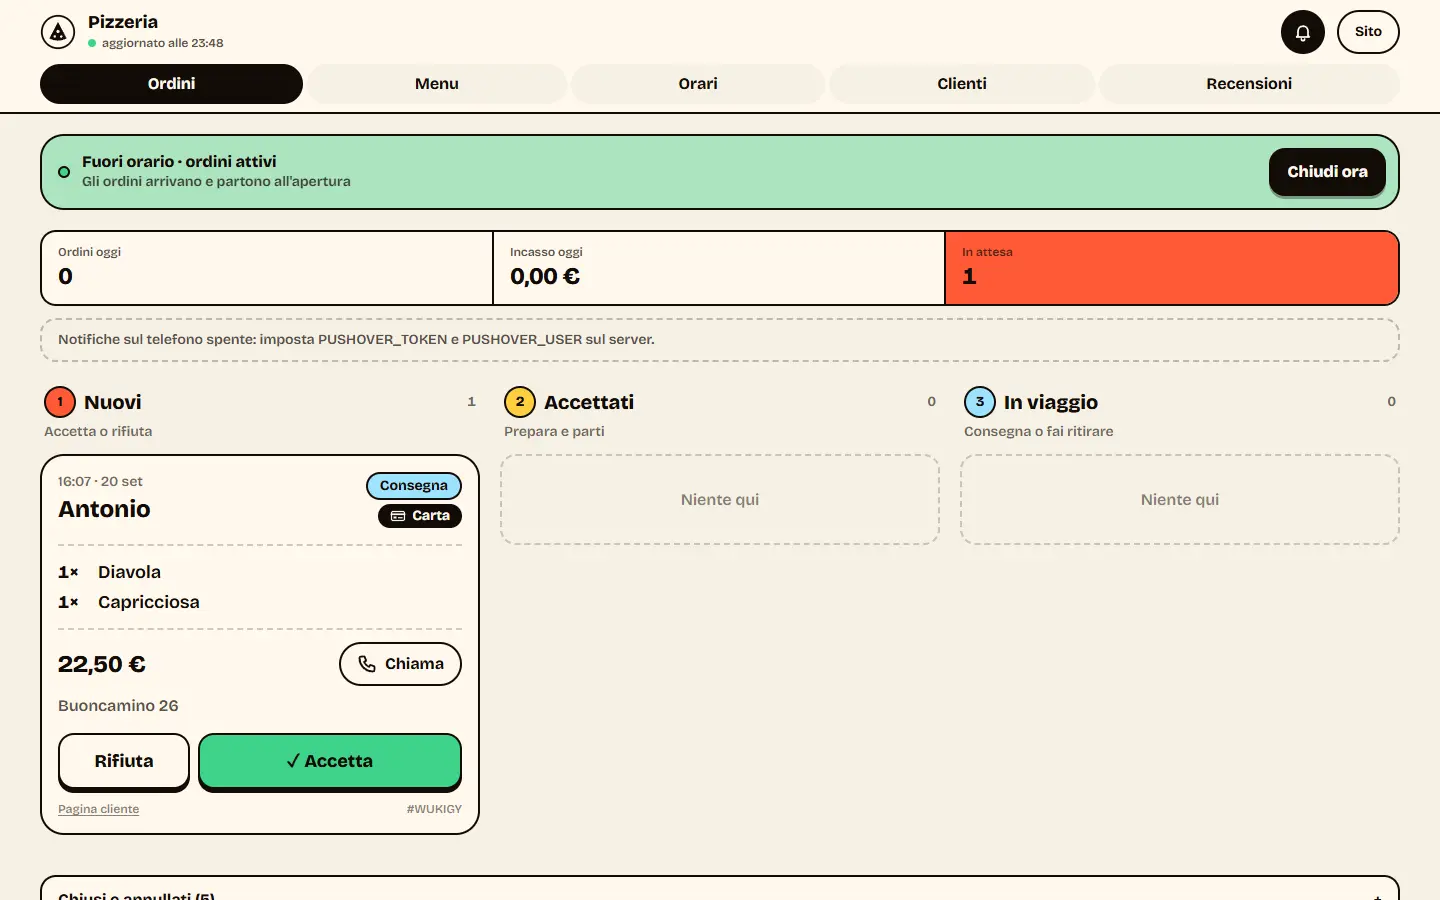 Pizzeria
aggiornato alle 23:48
Sito
Ordini
Menu
Orari
Clienti
Recensioni
Fuori orario · ordini attivi
Gli ordini arrivano e partono all'apertura
Chiudi ora
Ordini oggi
0
Incasso oggi
0,00 €
In attesa
1
Notifiche sul telefono spente: imposta PUSHOVER_TOKEN e PUSHOVER_USER sul server.
1 Nuovi 1
Accetta o rifiuta
2 Accettati 0
Prepara e parti
3 In viaggio 0
Consegna o fai ritirare
16:07 · 20 set
Consegna
Antonio
Carta
1× Diavola
1× Capricciosa
22,50 €
Chiama
Buoncamino 26
Rifiuta
✓ Accetta
Pagina cliente
#WUKIGY
Niente qui
Niente qui
Chiusi e annullati (5)